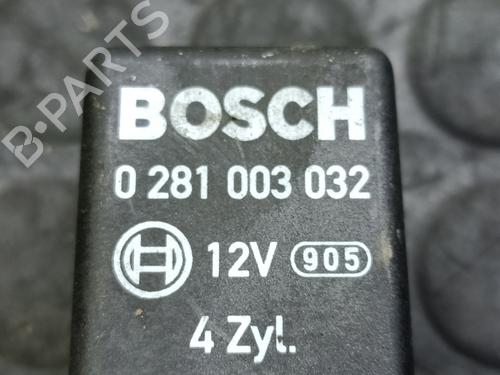 B·PARTS
BOSCH
0 281 003 032
12V 905
4 Zyl.